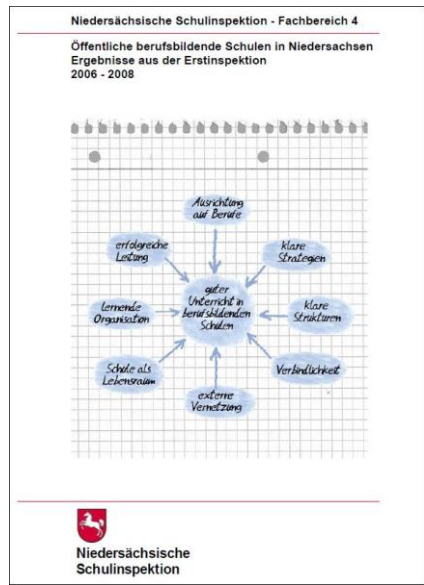 Niedersächsische Schulinspektion - Fachbereich 4
Öffentliche berufsbildende Schulen in Niedersachsen
Ergebnisse aus der Erstinspektion
2006 - 2008
Ausrichtung
auf Berufe
erfolgreiche
Leitung
klare
Strategien
guter
Unterricht in
berufsbildenden
Schulen
lernende
Organisation
klare
Strukturen
Schule als
Lebensraum
Verbindlichkeit
externe
Vernetzung
Niedersächsische
Schulinspektion